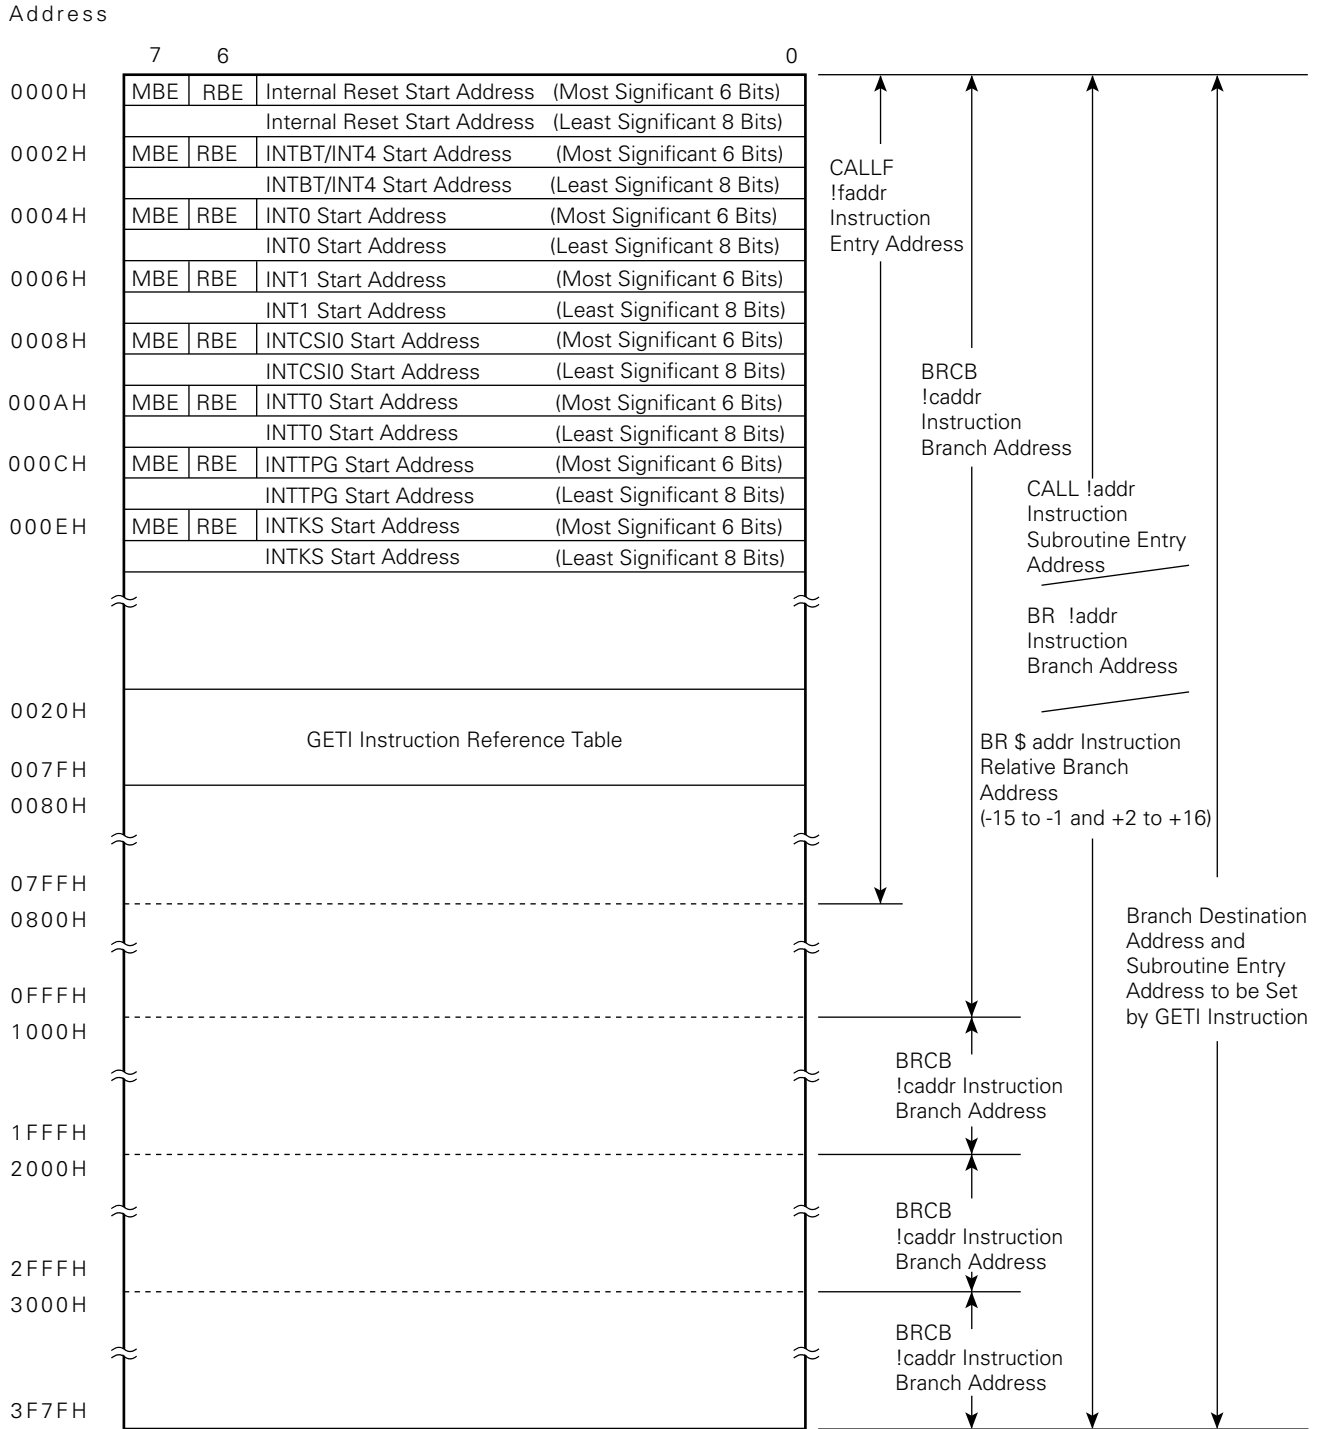 Address
7 6 0
0000H MBE RBE Internal Reset Start Address (Most Significant 6 Bits)
Internal Reset Start Address (Least Significant 8 Bits)
0002H MBE RBE INTBT/INT4 Start Address (Most Significant 6 Bits)
INTBT/INT4 Start Address (Least Significant 8 Bits)
0004H MBE RBE INT0 Start Address (Most Significant 6 Bits)
INT0 Start Address (Least Significant 8 Bits)
0006H MBE RBE INT1 Start Address (Most Significant 6 Bits)
INT1 Start Address (Least Significant 8 Bits)
0008H MBE RBE INTCSI0 Start Address (Most Significant 6 Bits)
INTCSI0 Start Address (Least Significant 8 Bits)
000AH MBE RBE INTT0 Start Address (Most Significant 6 Bits)
INTT0 Start Address (Least Significant 8 Bits)
000CH MBE RBE INTTPG Start Address (Most Significant 6 Bits)
INTTPG Start Address (Least Significant 8 Bits)
000EH MBE RBE INTKS Start Address (Most Significant 6 Bits)
INTKS Start Address (Least Significant 8 Bits)
0020H
GETI Instruction Reference Table
007FH
0080H
07FFH
0800H
0FFFH
1000H
1FFFH
2000H
2FFFH
3000H
3F7FH
CALLF
!faddr
Instruction
Entry Address
BRCB
!caddr
Instruction
Branch Address
CALL !addr
Instruction
Subroutine Entry
Address
BR !addr
Instruction
Branch Address
BR $ addr Instruction
Relative Branch
Address
(-15 to -1 and +2 to +16)
Branch Destination
Address and
Subroutine Entry
Address to be Set
by GETI Instruction
BRCB
!caddr Instruction
Branch Address
BRCB
!caddr Instruction
Branch Address
BRCB
!caddr Instruction
Branch Address